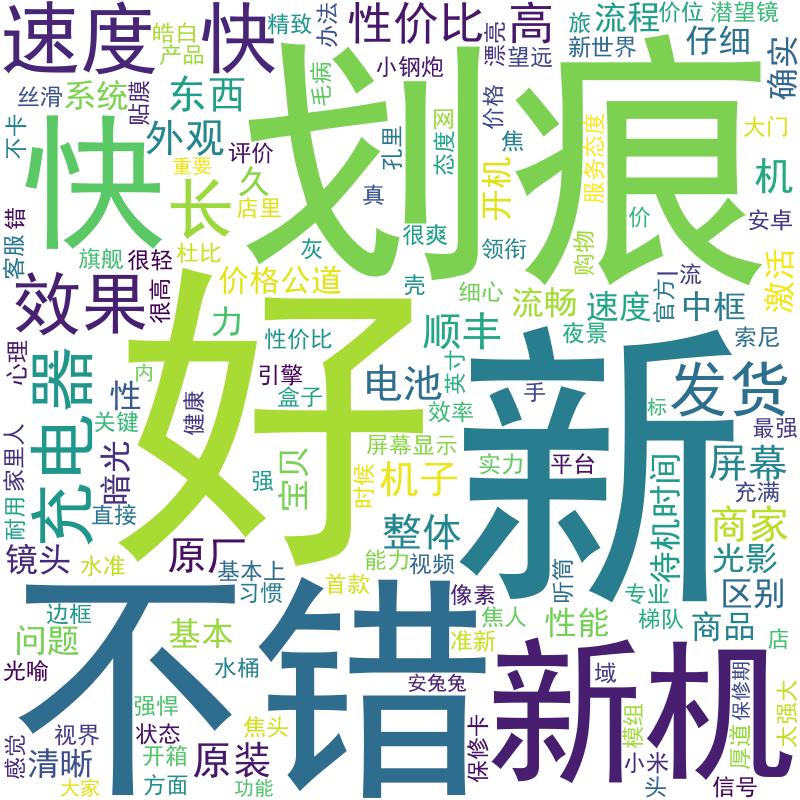 速度
快
皓白
产品
精致
办法
性价比
高
漂亮
望远
旅
流程
新世界
价位
潜望镜
仔细
确实
小钢炮
丝滑
系统
贴膜
东西
毛病
不卡
快
外观
重要
评价
划痕
孔里
态度
价格
焦
开机
服务态度
大门
机
安卓
长
久
店里
真
价
客服
错
旗舰
很轻
杜比
灰
很爽
领衔
购物
激活
效果
很高
价格公道
壳
细心
流畅
速度
官方
流
中框
力
性价比
顺丰
英寸
夜景
索尼
心理
好
新
充电器
性
内
引擎
电池
手
发货
关键
健康
盒子
效率
标
最强
家里人
暗光
屏幕显示
强
宝贝
时候
机子
实力
平台
待机时间
屏幕
充满
耐用
直接
整体
商家
镜头
水准
原厂
能力
视频
听筒
光影
基本上
习惯
首款
像素
专业
区别
不错
边框
问题
基本
焦人
准新
性能
梯队
商品
店
光喻
水桶
安兔兔
新机
域
强悍
感觉
视界
状态
焦头
保修卡
模组
厚道
保修期
太强大
清晰
开箱
原装
小米
大家
方面
功能
头
信号